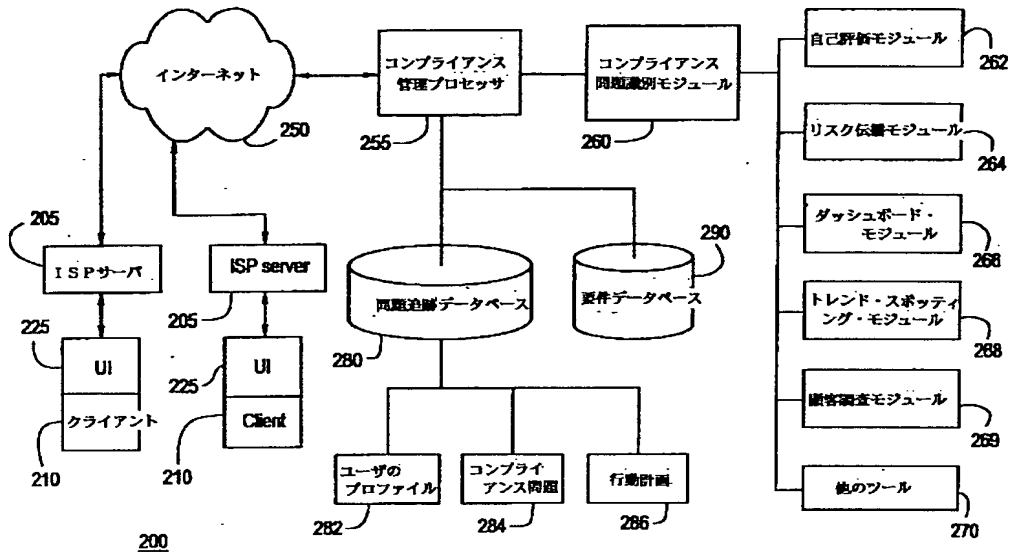 インターネット
250
コンプライアンス
管理プロセッサ
255
コンプライアンス
問題識別モジュール
260
自己評価モジュール
262
リスク伝播モジュール
264
ダッシュボード・
モジュール
266
トレンド・スポッティ
ング・モジュール
268
顧客調査モジュール
269
他のツール
270
205
ISPサーバ
ISP server
205
225
UI
クライアント
210
225
UI
Client
210
問題追跡データベース
280
290
要件データベース
ユーザの
プロファイル
282
コンプライ
アンス問題
284
行動計画
286
200